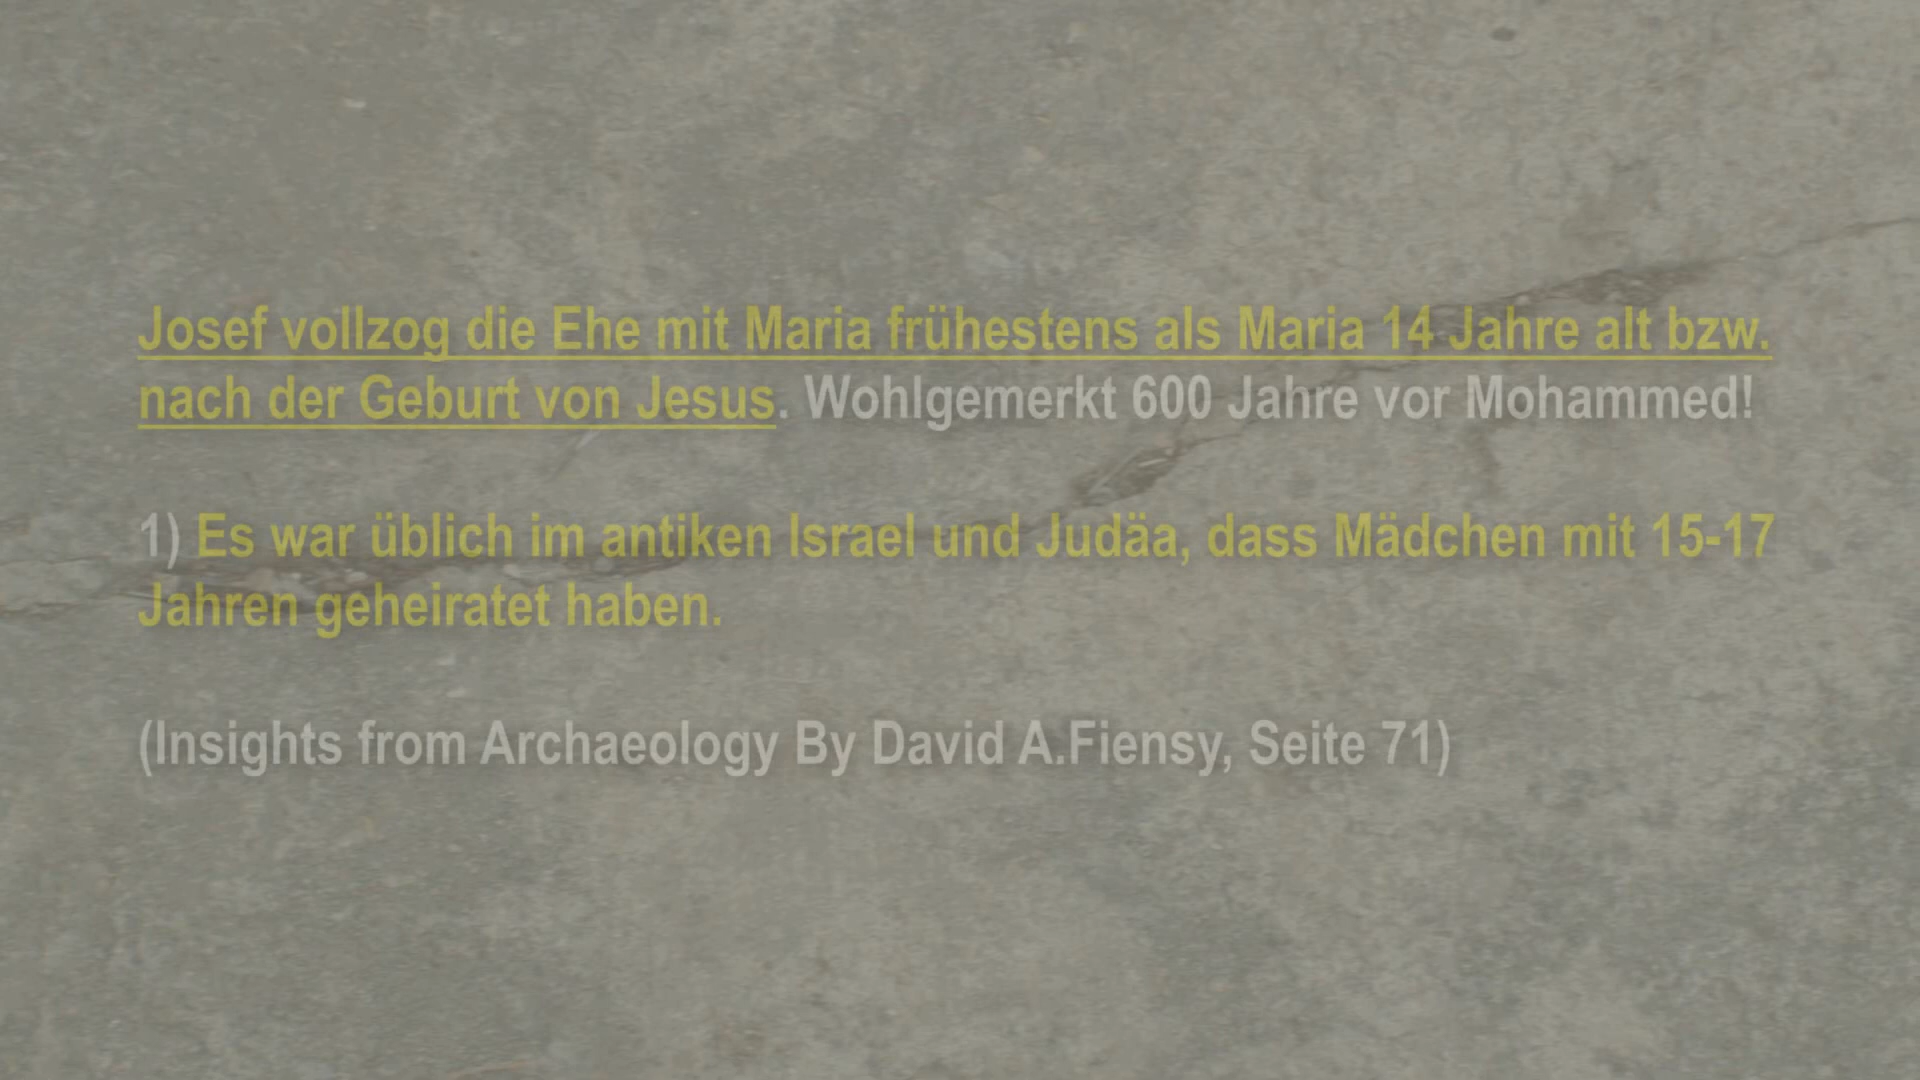 Josef vollzog die Ehe mit Maria frühestens als Maria 14 Jahre alt bzw.
nach der Geburt von Jesus. Wohlgemerkt 600 Jahre vor Mohammed!
1) Es war üblich im antiken Israel und Judäa, dass Mädchen mit 15-17
Jahren geheiratet haben.
(Insights from Archaeology By David A.Fiensy, Seite 71)